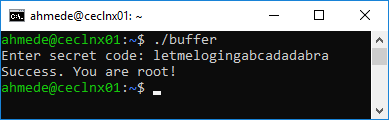 ahmede@ceclnx01: ~
ahmede@ceclnx01:~$ ./buffer
Enter secret code: letmelogingabcadadabra
Success. You are root!
ahmede@ceclnx01:~$